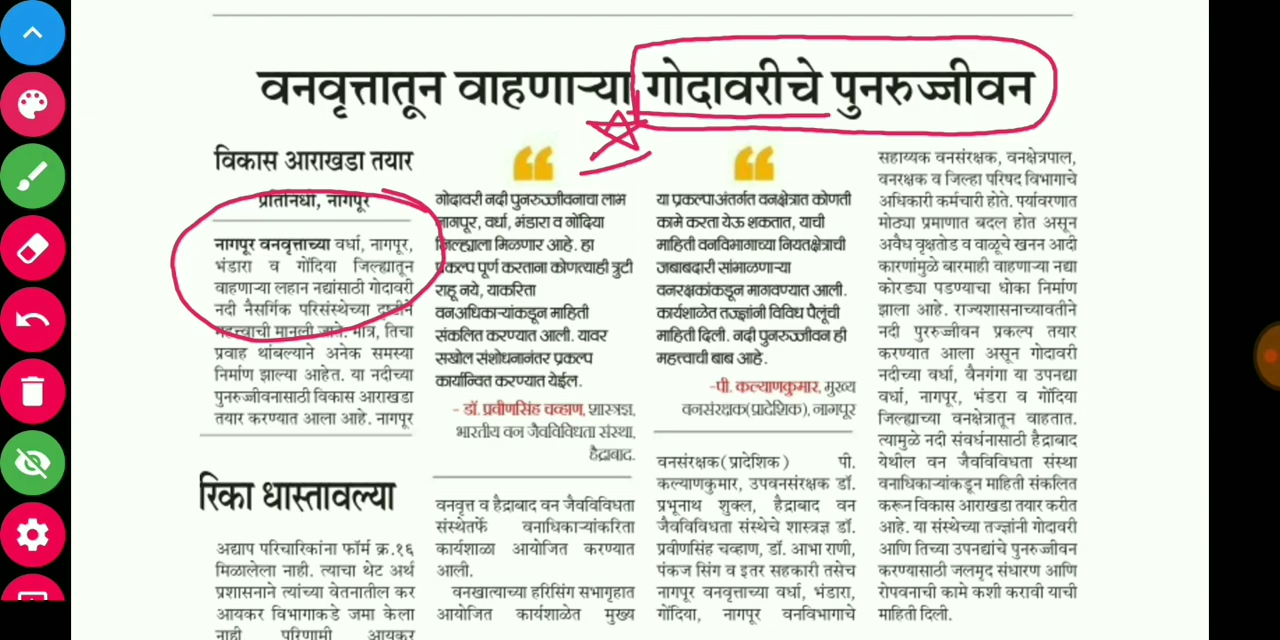 वनवृत्तातून वाहणाऱ्या गोदावरीचे पुनरुज्जीवन
विकास आराखडा तयार
प्रतिनिधी, नागपूर
नागपूर वनवृत्ताच्या वर्धा, नागपूर,
भंडारा व गोंदिया जिल्ह्यातून
वाहणाऱ्या लहान नद्यांसाठी गोदावरी
नदी नैसर्गिक परिसंस्थेच्या दृष्टीने
महत्त्वाची मानली जाते. मात्र, तिचा
प्रवाह थांबल्याने अनेक समस्या
निर्माण झाल्या आहेत. या नदीच्या
पुनरुज्जीवनासाठी विकास आराखडा
तयार करण्यात आला आहे. नागपूर
रिका धास्तावल्या
अद्याप परिचारिकांना फॉर्म क्र.१६
मिळालेला नाही. त्याचा थेट अर्थ
प्रशासनाने त्यांच्या वेतनातील कर
आयकर विभागाकडे जमा केला
नाही परिणामी आयकर
गोदावरी नदी पुनरुज्जीवनाचा लाभ
नागपूर, वर्धा, भंडारा व गोंदिया
जिल्ह्याला मिळणार आहे. हा
प्रकल्प पूर्ण करताना कोणत्याही त्रुटी
राहू नये, याकरिता
वनअधिकाऱ्यांकडून माहिती
संकलित करण्यात आली. यावर
सखोल संशोधनानंतर प्रकल्प
कार्यान्वित करण्यात येईल.
- डॉ. प्रवीणसिंह चव्हाण, शास्त्रज्ञ,
भारतीय वन जैवविविधता संस्था,
हैद्राबाद.
वनवृत्त व हैद्राबाद वन जैवविविधता
संस्थेतर्फे वनाधिकाऱ्यांकरिता
कार्यशाळा आयोजित करण्यात
आली.
वनखात्याच्या हरिसिंग सभागृहात
आयोजित कार्यशाळेत मुख्य
या प्रकल्पाअंतर्गत वनक्षेत्रात कोणती
कामे करता येऊ शकतात, याची
माहिती वनविभागाच्या नियतक्षेत्राची
जबाबदारी सांभाळणाऱ्या
वनरक्षकांकडून मागवण्यात आली.
कार्यशाळेत तज्ज्ञांनी विविध पैलूंची
माहिती दिली. नदी पुनरुज्जीवन ही
महत्त्वाची बाब आहे.
-पी. कल्याणकुमार, मुख्य
वनसंरक्षक(प्रादेशिक), नागपूर
वनसंरक्षक(प्रादेशिक) पी.
कल्याणकुमार, उपवनसंरक्षक डॉ.
प्रभूनाथ शुक्ल, हैद्राबाद वन
जैवविविधता संस्थेचे शास्त्रज्ञ डॉ.
प्रवीणसिंह चव्हाण, डॉ. आभा राणी,
पंकज सिंग व इतर सहकारी तसेच
नागपूर वनवृत्ताच्या वर्धा, भंडारा,
गोंदिया, नागपूर वनविभागाचे
सहाय्यक वनसंरक्षक, वनक्षेत्रपाल,
वनरक्षक व जिल्हा परिषद विभागाचे
अधिकारी कर्मचारी होते. पर्यावरणात
मोठ्या प्रमाणात बदल होत असून
अवैध वृक्षतोड व वाळूचे खनन आदी
कारणांमुळे बारमाही वाहणाऱ्या नद्या
कोरड्या पडण्याचा धोका निर्माण
झाला आहे. राज्यशासनाच्यावतीने
नदी पुररुज्जीवन प्रकल्प तयार
करण्यात आला असून गोदावरी
नदीच्या वर्धा, वैनगंगा या उपनद्या
वर्धा, नागपूर, भंडारा व गोंदिया
जिल्ह्याच्या वनक्षेत्रातून वाहतात.
त्यामुळे नदी संवर्धनासाठी हैद्राबाद
येथील वन जैवविविधता संस्था
वनाधिकाऱ्यांकडून माहिती संकलित
करून विकास आराखडा तयार करीत
आहे. या संस्थेच्या तज्ज्ञांनी गोदावरी
आणि तिच्या उपनद्यांचे पुनरुज्जीवन
करण्यासाठी जलमृद संधारण आणि
रोपवनाची कामे कशी करावी याची
माहिती दिली.